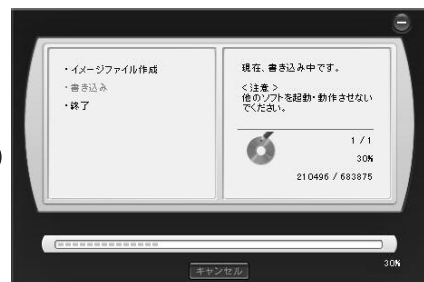 ・イメージファイル作成
・書き込み
・終了
現在、書き込み中です。
<注意>
他のソフトを起動・動作させない
でください。
1 / 1
30%
210496 / 683875
30%
キャンセル